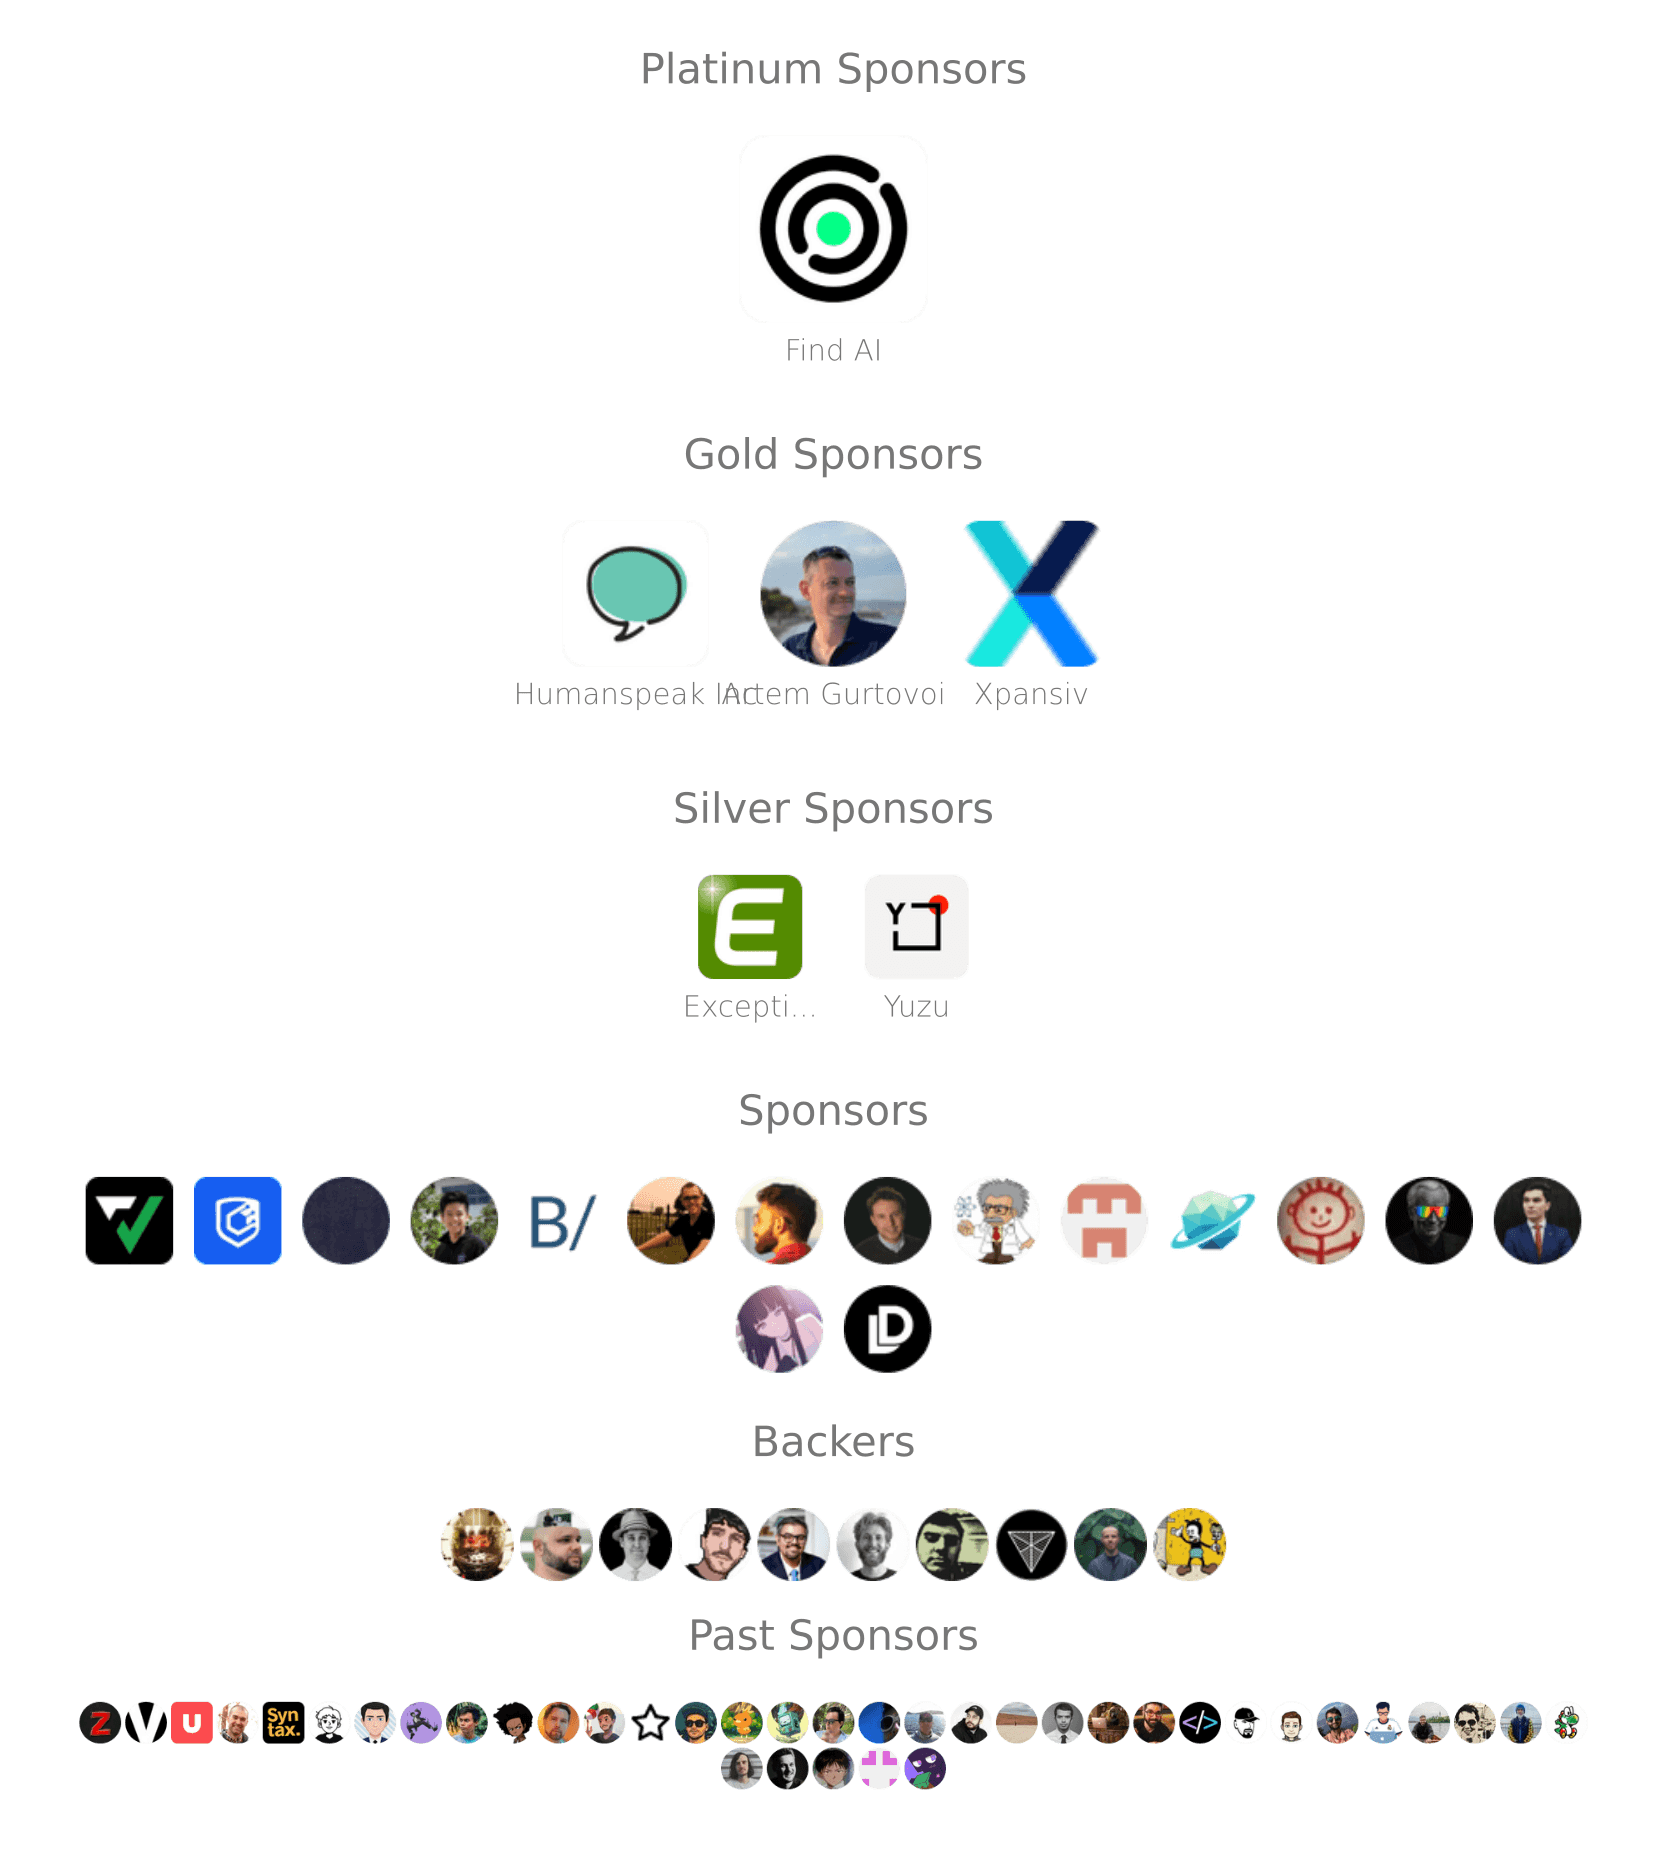 Platinum Sponsors
Find AI
Gold Sponsors
Humanspeak Inc Artem Gurtovoi Xpansiv
Silver Sponsors
E Y
Excepti... Yuzu
Sponsors
B/
LD
Backers
Past Sponsors
Z V U Syn
tax. </>